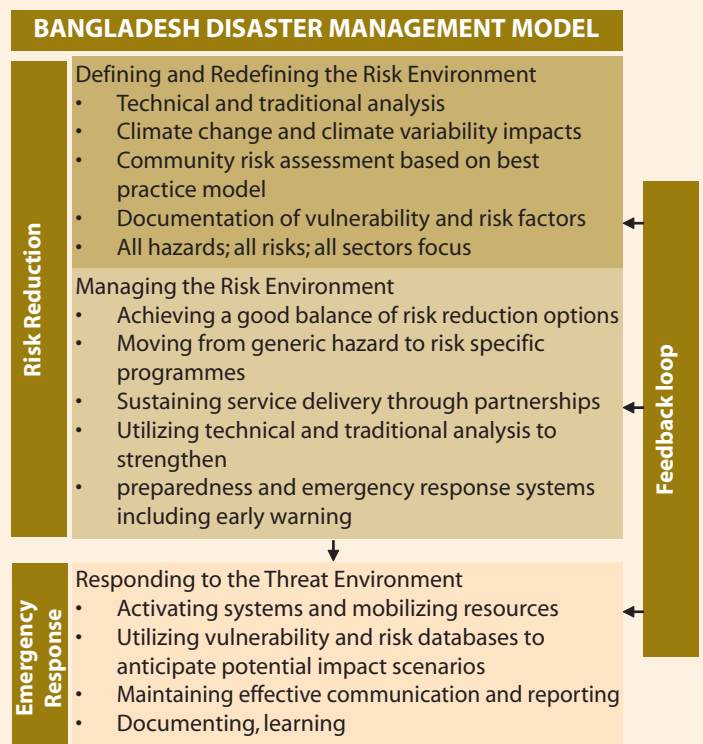 BANGLADESH DISASTER MANAGEMENT MODEL
Risk Reduction
Defining and Redefining the Risk Environment
• Technical and traditional analysis
• Climate change and climate variability impacts
• Community risk assessment based on best
practice model
• Documentation of vulnerability and risk factors
• All hazards; all risks; all sectors focus
Managing the Risk Environment
• Achieving a good balance of risk reduction options
• Moving from generic hazard to risk specific
programmes
• Sustaining service delivery through partnerships
• Utilizing technical and traditional analysis to
strengthen
• preparedness and emergency response systems
including early warning
Emergency
Response
Responding to the Threat Environment
• Activating systems and mobilizing resources
• Utilizing vulnerability and risk databases to
anticipate potential impact scenarios
• Maintaining effective communication and reporting
• Documenting, learning
Feedback loop